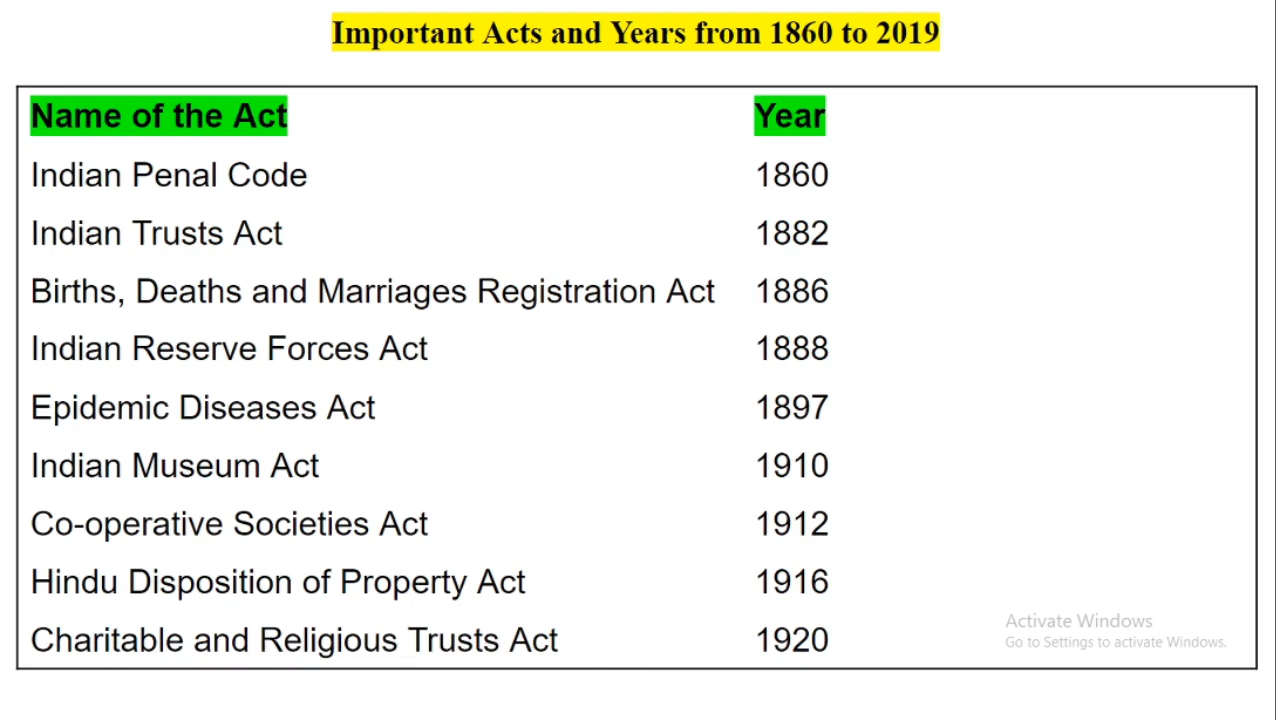 Important Acts and Years from 1860 to 2019
Name of the Act Year
Indian Penal Code 1860
Indian Trusts Act 1882
Births, Deaths and Marriages Registration Act 1886
Indian Reserve Forces Act 1888
Epidemic Diseases Act 1897
Indian Museum Act 1910
Co-operative Societies Act 1912
Hindu Disposition of Property Act 1916
Charitable and Religious Trusts Act 1920
Activate Windows
Go to Settings to activate Windows.